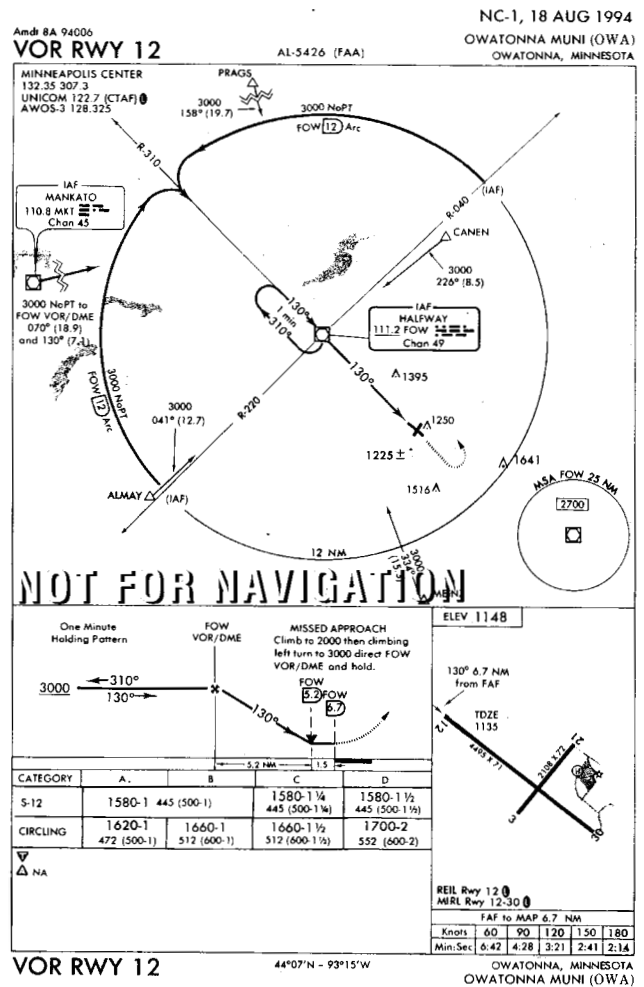 NC-1, 18 AUG 1994
Amdt 8A 94006
VOR RWY 12
AL-5426 (FAA)
OWATONNA MUNI (OWA)
OWATONNA, MINNESOTA
MINNEAPOLIS CENTER
132.35 307.3
UNICOM 122.7 (CTAF) L
AWOS-3 128.325
PRAGS
3000
158° (19.7)
3000 NoPT
FOW 12 Arc
R-310
IAF
MANKATO
110.8 MKT
Chan 45
3000 NoPT to
FOW VOR/DME
070° (18.9)
and 130° (7.1)
(IAF)
R-040
CANEN
3000
226° (8.5)
130°
1 min
310°
IAF
HALFWAY
111.2 FOW
Chan 49
130°
1395
1250
1225 ±
1516
1641
3000 NoPT
FOW 12 Arc
3000
041° (12.7)
R-220
ALMAY
(IAF)
12 NM
3000
334°
MSA FOW 25 NM
2700
NOT FOR NAVIGATION
One Minute
Holding Pattern
FOW
VOR/DME
MISSED APPROACH
Climb to 2000 then climbing
left turn to 3000 direct FOW
VOR/DME and hold.
3000
310°
130°
130°
FOW
5.2
FOW
6.7
5.2 NM
1.5
ELEV 1148
130° 6.7 NM
from FAF
TDZE
1135
12
4495 X 71
2108 X 72
21
3
30
REIL Rwy 12 L
MIRL Rwy 12-30 L
CATEGORY A. B C D
S-12 1580-1 445 (500-1) 1580-1¼ 445 (500-1¼) 1580-1½ 445 (500-1½)
CIRCLING 1620-1 472 (500-1) 1660-1 512 (600-1) 1660-1½ 512 (600-1½) 1700-2 552 (600-2)
T
A NA
FAF to MAP 6.7 NM
Knots 60 90 120 150 180
Min:Sec 6:42 4:28 3:21 2:41 2:14
VOR RWY 12
44°07'N – 93°15'W
OWATONNA, MINNESOTA
OWATONNA MUNI (OWA)